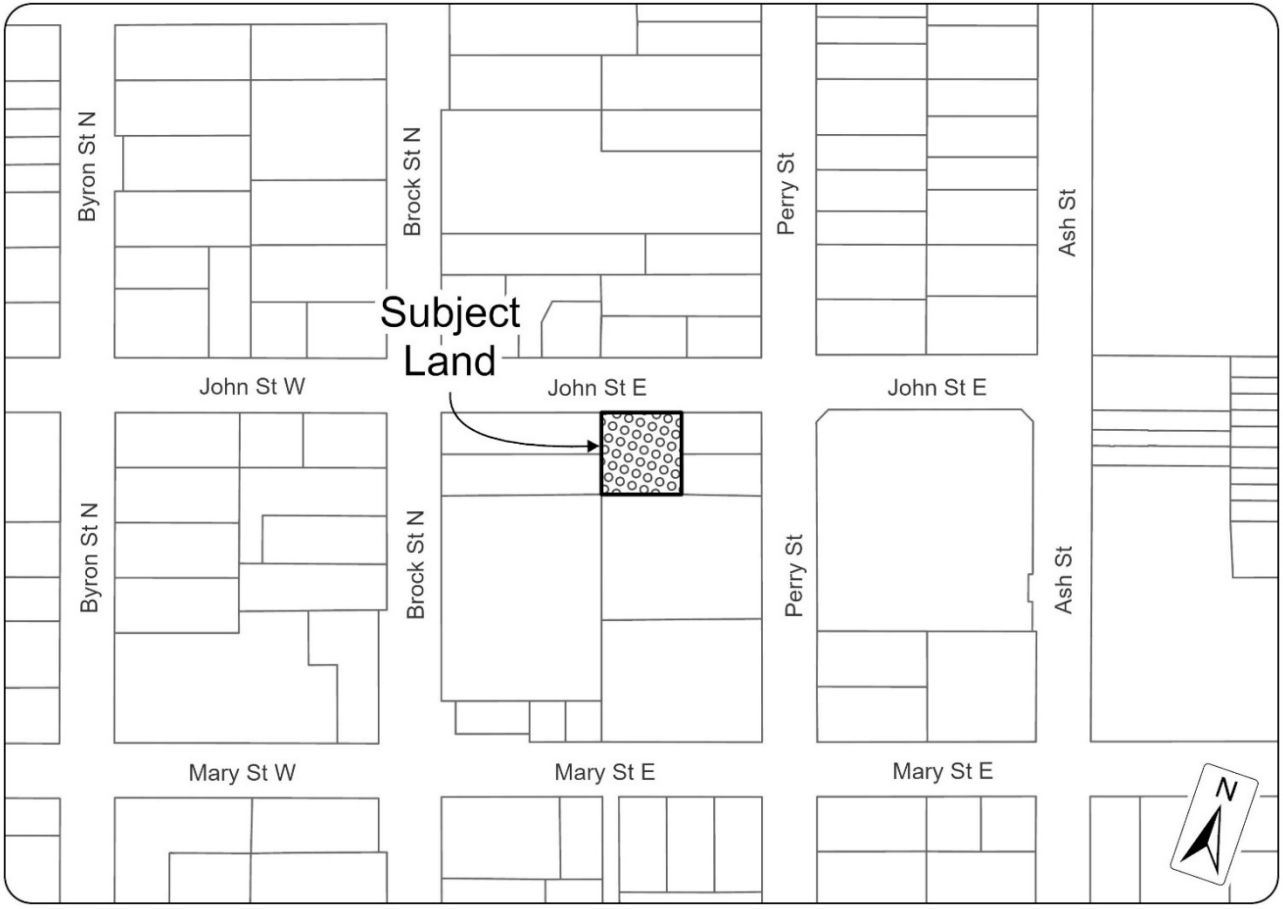 Byron St N
Brock St N
Perry St
Ash St
Subject
Land
John St W
John St E
John St E
Byron St N
Brock St N
Perry St
Ash St
Mary St W
Mary St E
Mary St E
N